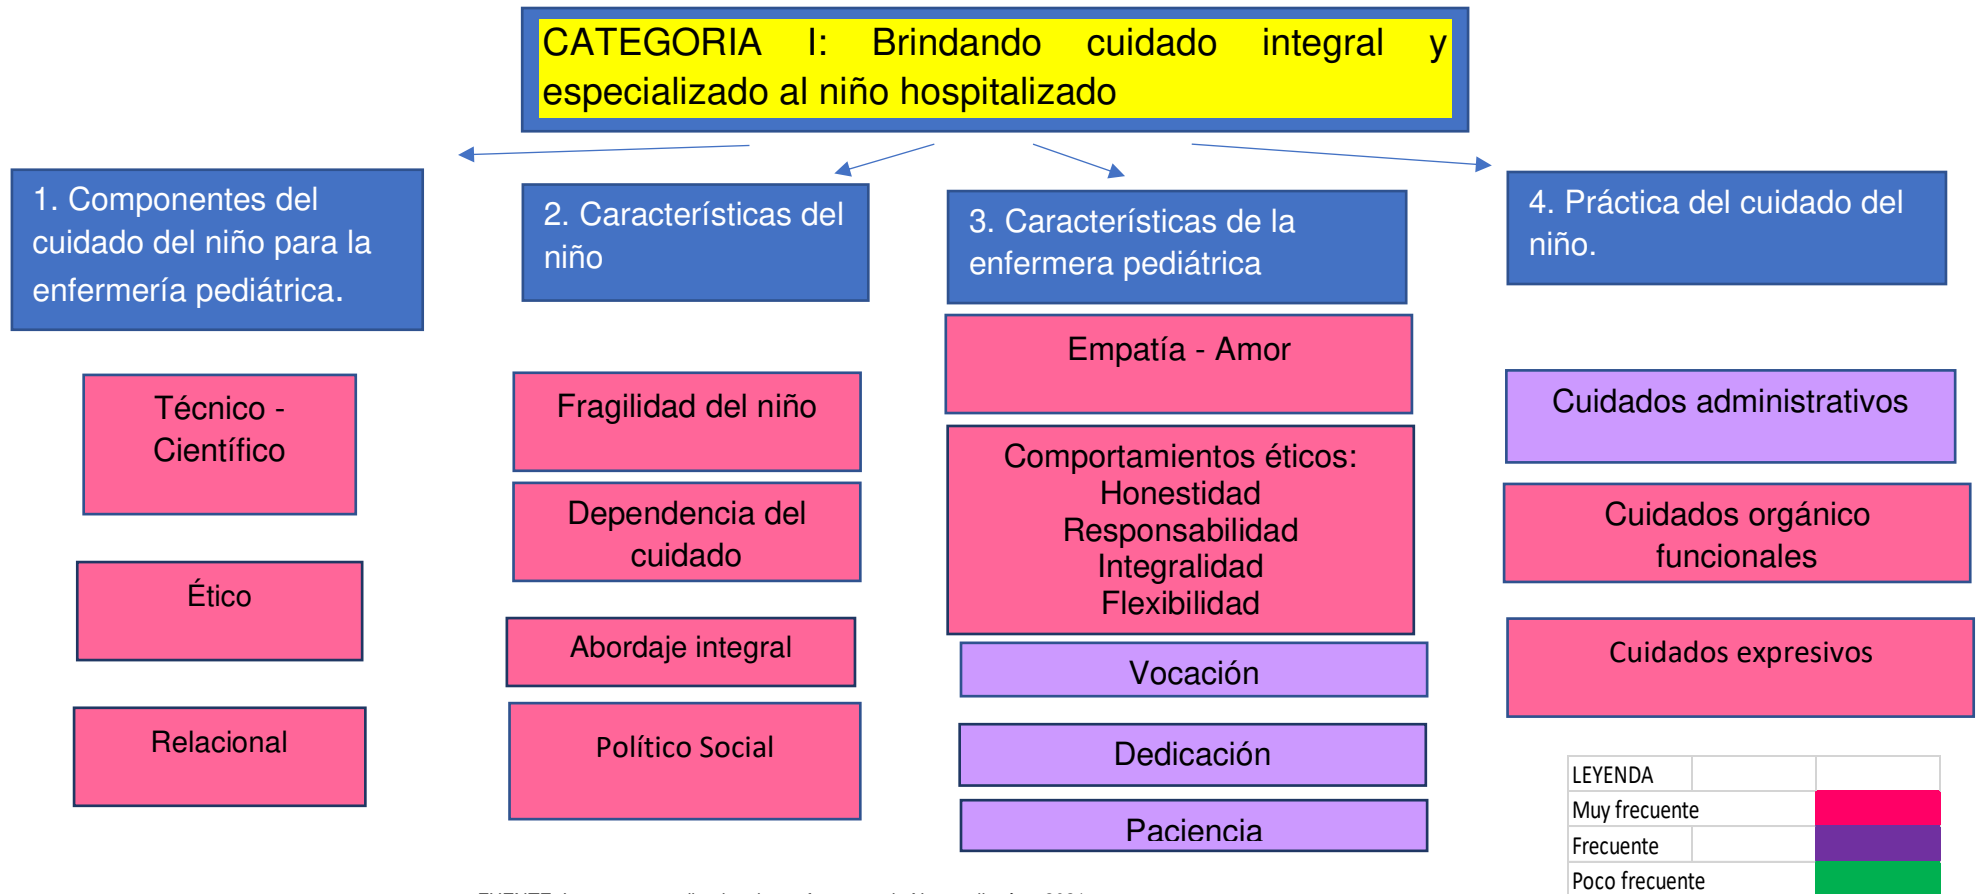 CATEGORIA I: Brindando cuidado integral y
especializado al niño hospitalizado
1. Componentes del
cuidado del niño para la
enfermería pediátrica.
2. Características del
niño
3. Características de la
enfermera pediátrica
4. Práctica del cuidado del
niño.
Técnico -
Científico
Ético
Relacional
Fragilidad del niño
Dependencia del
cuidado
Abordaje integral
Político Social
Empatía - Amor
Comportamientos éticos:
Honestidad
Responsabilidad
Integralidad
Flexibilidad
Vocación
Dedicación
Paciencia
Cuidados administrativos
Cuidados orgánico
funcionales
Cuidados expresivos
LEYENDA
Muy frecuente
Frecuente
Poco frecuente